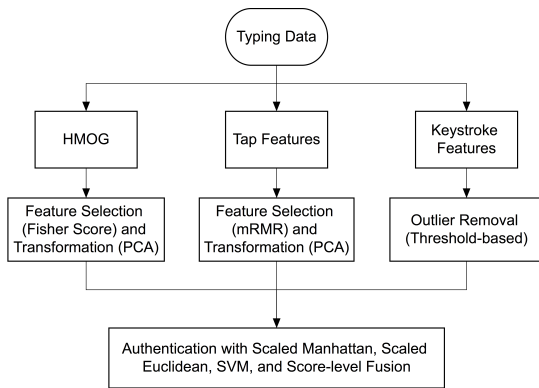 Typing Data
HMOG
Tap Features
Keystroke
Features
Feature Selection
(Fisher Score) and
Transformation (PCA)
Feature Selection
(mRMR) and
Transformation (PCA)
Outlier Removal
(Threshold-based)
Authentication with Scaled Manhattan, Scaled
Euclidean, SVM, and Score-level Fusion